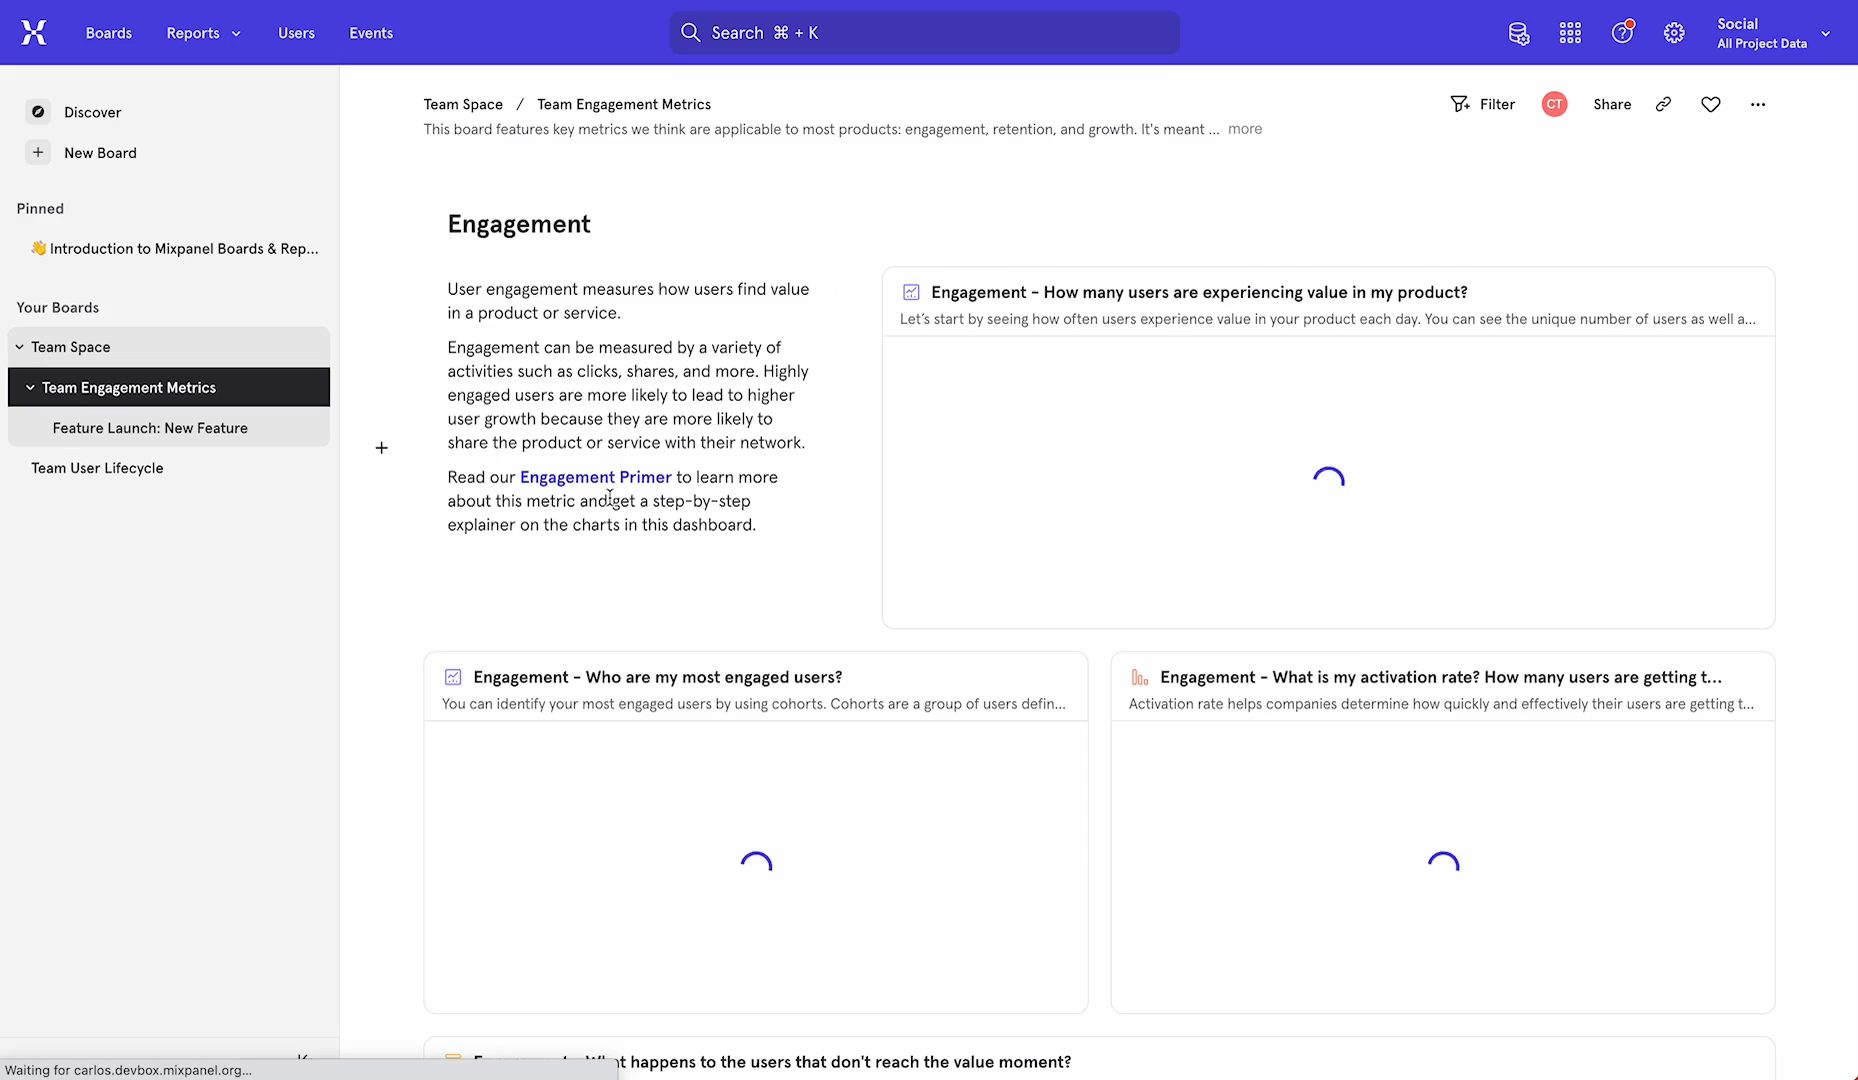 Boards
Reports
Users
Events
Search ⌘ + K
Social
All Project Data
Discover
+ New Board
Pinned
👋 Introduction to Mixpanel Boards & Rep...
Your Boards
Team Space
Team Engagement Metrics
Feature Launch: New Feature
Team User Lifecycle
Team Space / Team Engagement Metrics
Filter
CT
Share
This board features key metrics we think are applicable to most products: engagement, retention, and growth. It's meant ... more
Engagement
User engagement measures how users find value
in a product or service.
Engagement can be measured by a variety of
activities such as clicks, shares, and more. Highly
engaged users are more likely to lead to higher
user growth because they are more likely to
share the product or service with their network.
Read our Engagement Primer to learn more
about this metric and get a step-by-step
explainer on the charts in this dashboard.
Engagement - How many users are experiencing value in my product?
Let's start by seeing how often users experience value in your product each day. You can see the unique number of users as well a...
Engagement - Who are my most engaged users?
You can identify your most engaged users by using cohorts. Cohorts are a group of users defin...
Engagement - What is my activation rate? How many users are getting t...
Activation rate helps companies determine how quickly and effectively their users are getting t...
happens to the users that don't reach the value moment?
Waiting for carlos.devbox.mixpanel.org...